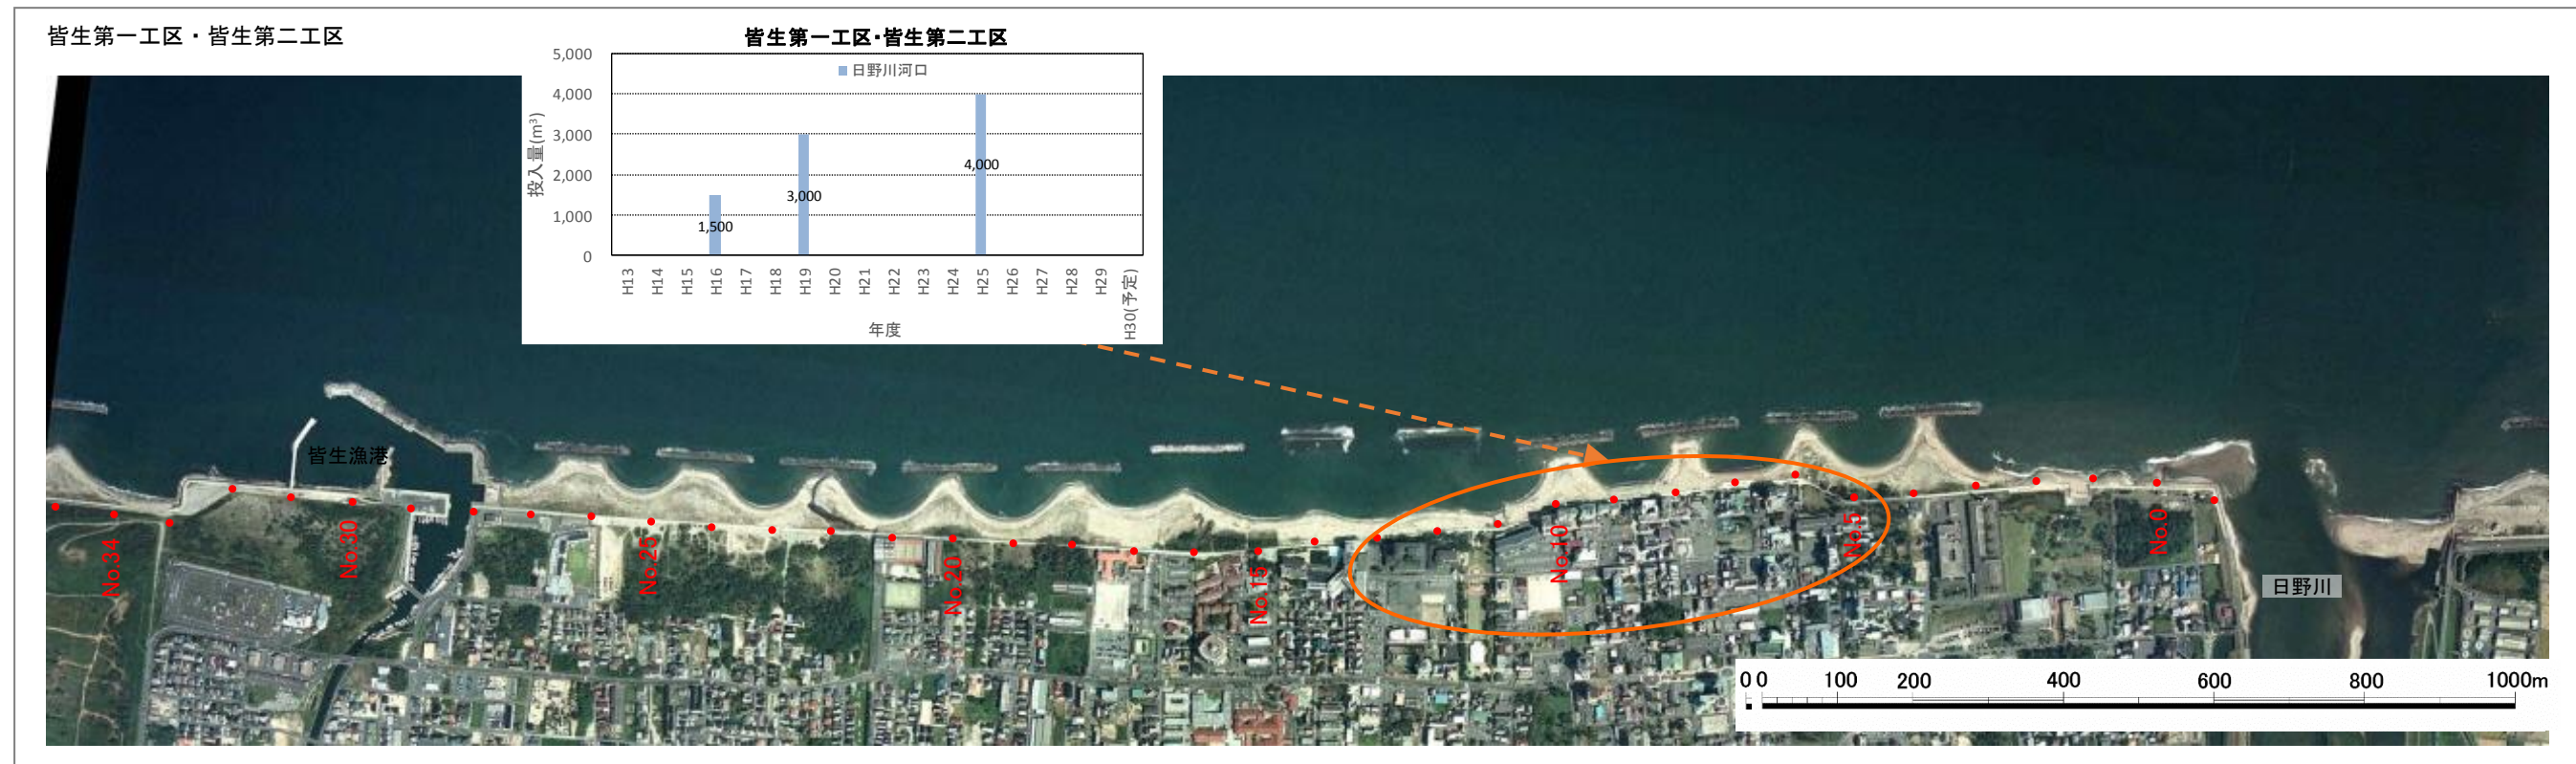 皆生第一工区・皆生第二工区
皆生第一工区・皆生第二工区
日野川河口
投入量(m³)
5,000
4,000
3,000
2,000
1,000
0
1,500
3,000
4,000
H13 H14 H15 H16 H17 H18 H19 H20 H21 H22 H23 H24 H25 H26 H27 H28 H29 H30(予定)
年度
皆生漁港
No.34 No.30 No.25 No.20 No.15 No.10 No.5 No.0
日野川
0 0 100 200 400 600 800 1000m